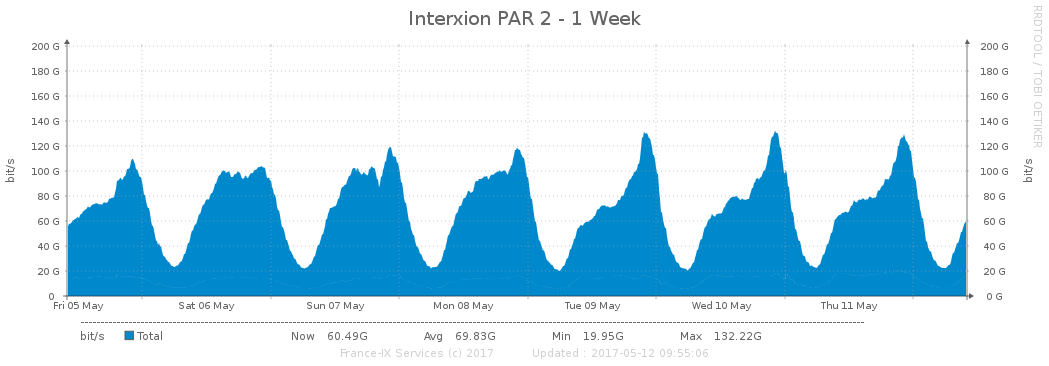 Interxion PAR 2 - 1 Week
RRDTOOL / TOBI OETIKER
bit/s
200 G 200 G
180 G 180 G
160 G 160 G
140 G 140 G
120 G 120 G
100 G 100 G
80 G 80 G
60 G 60 G
40 G 40 G
20 G 20 G
0 0 G
bit/s
Fri 05 May Sat 06 May Sun 07 May Mon 08 May Tue 09 May Wed 10 May Thu 11 May
bit/s Total Now 60.49G Avg 69.83G Min 19.95G Max 132.22G
France-IX Services (c) 2017 Updated : 2017-05-12 09:55:06